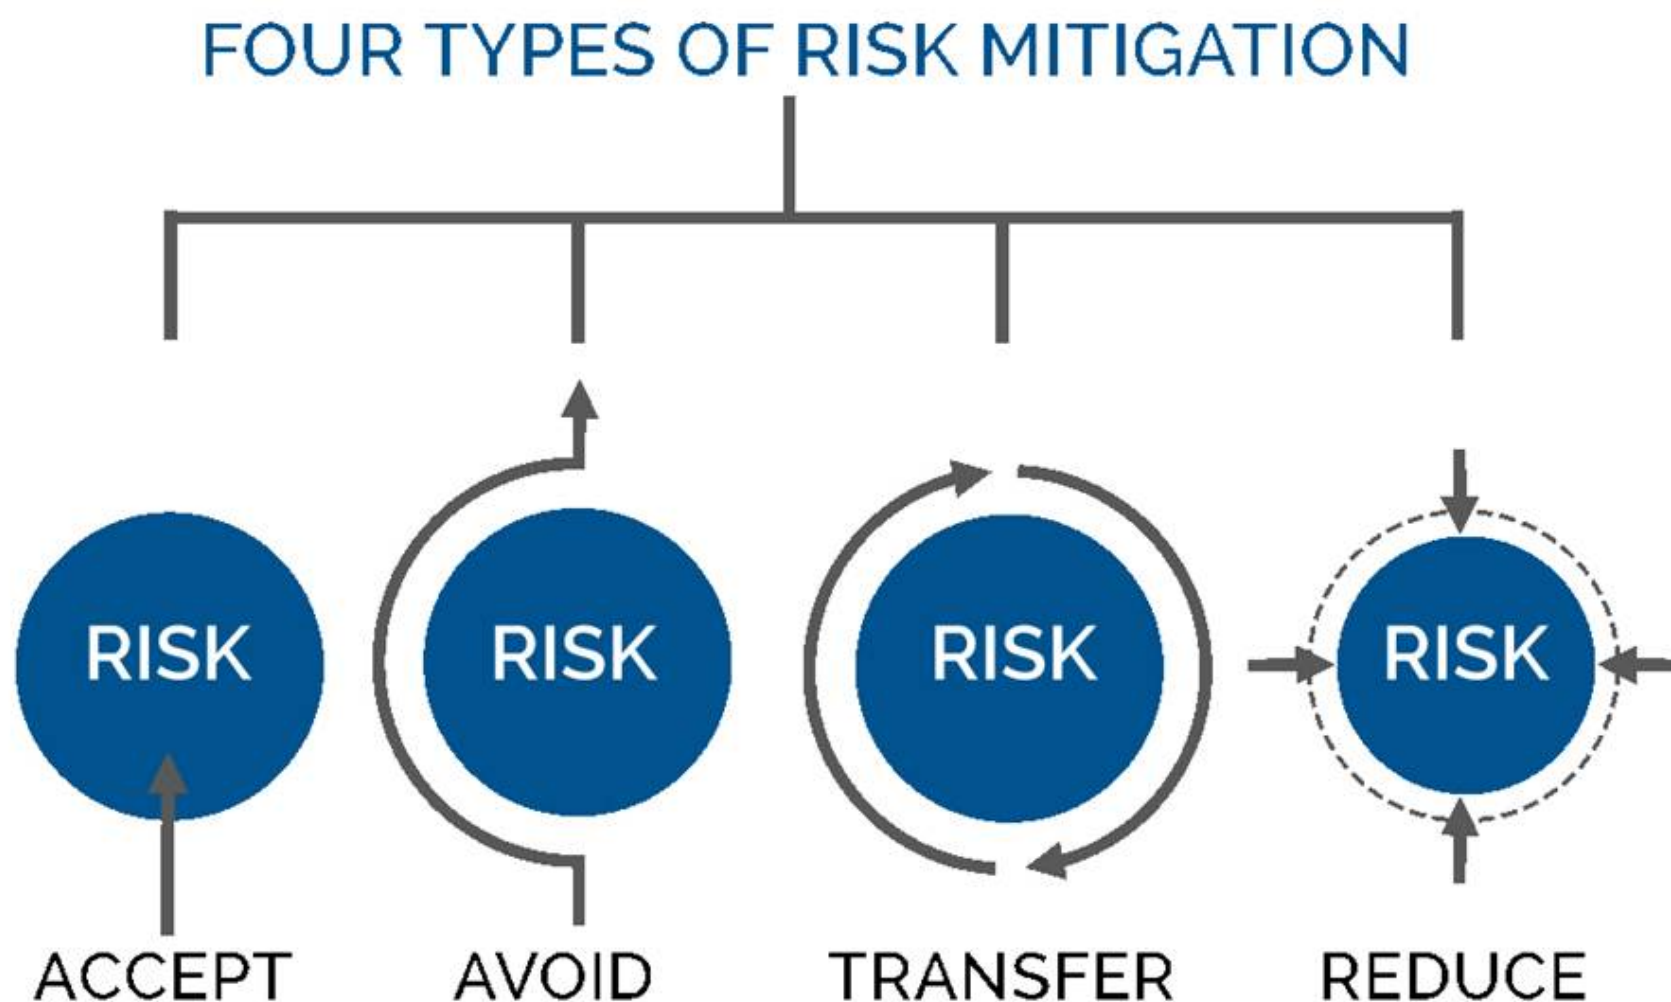 FOUR TYPES OF RISK MITIGATION
RISK
RISK
RISK
RISK
ACCEPT
AVOID
TRANSFER
REDUCE